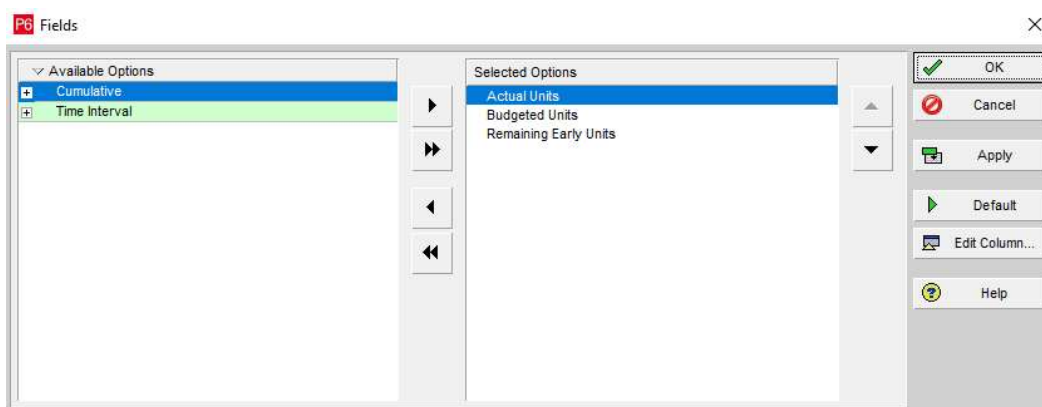 P6 Fields
Available Options
Cumulative
Time Interval
Selected Options
Actual Units
Budgeted Units
Remaining Early Units
OK
Cancel
Apply
Default
Edit Column...
Help